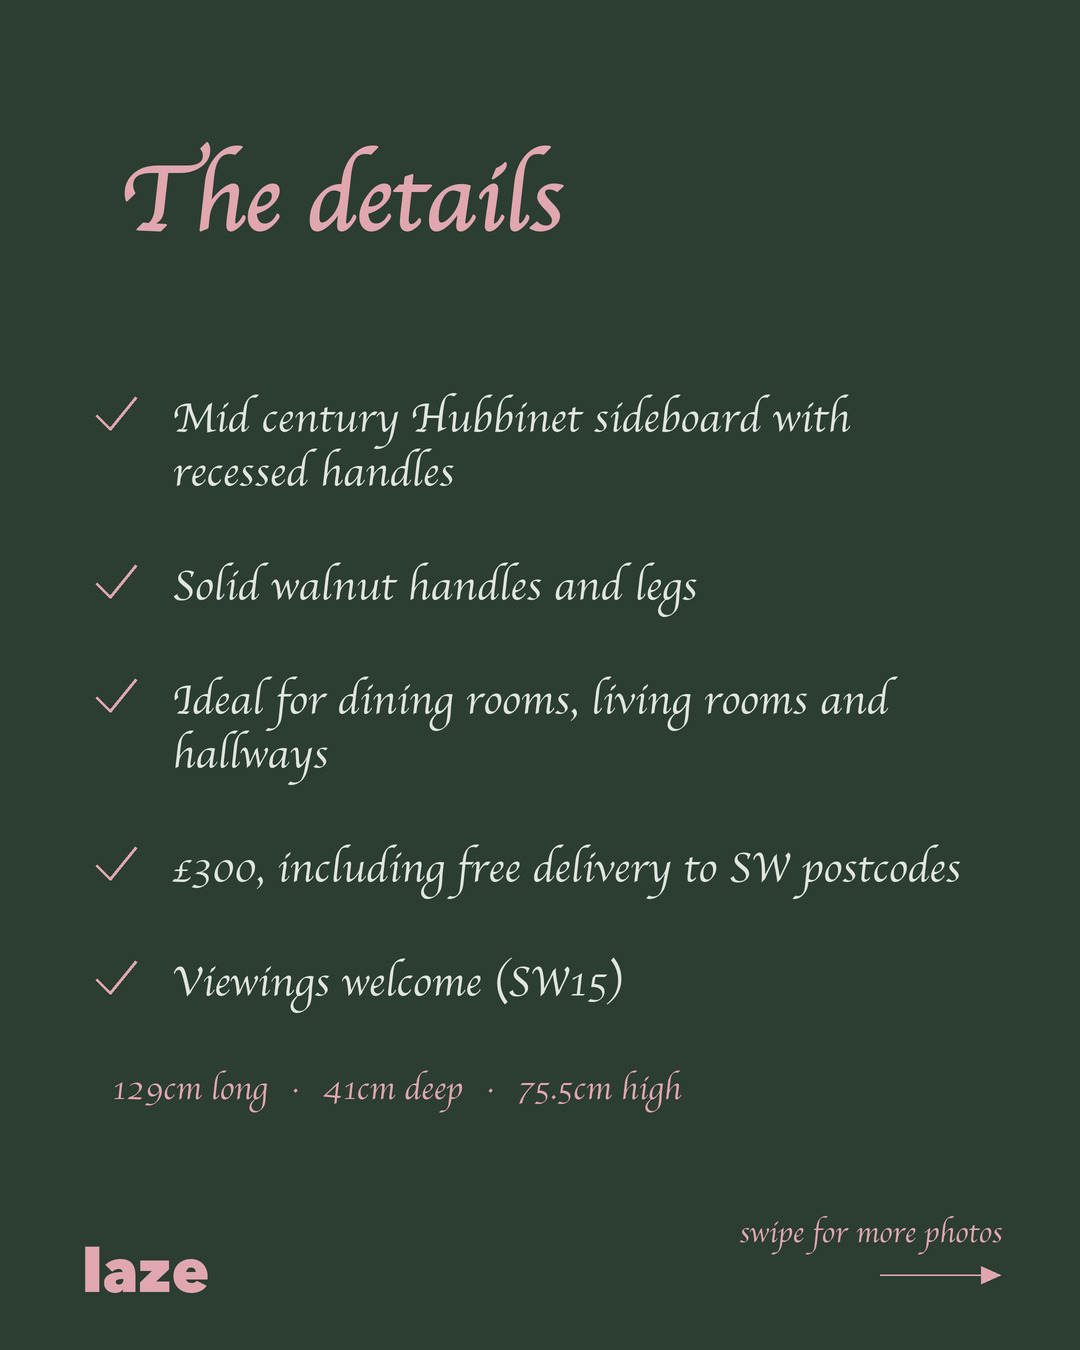 The details
Mid century Hubbinet sideboard with
recessed handles
Solid walnut handles and legs
Ideal for dining rooms, living rooms and
hallways
£300, including free delivery to SW postcodes
Viewings welcome (SW15)
129cm long · 41cm deep · 75.5cm high
swipe for more photos
laze